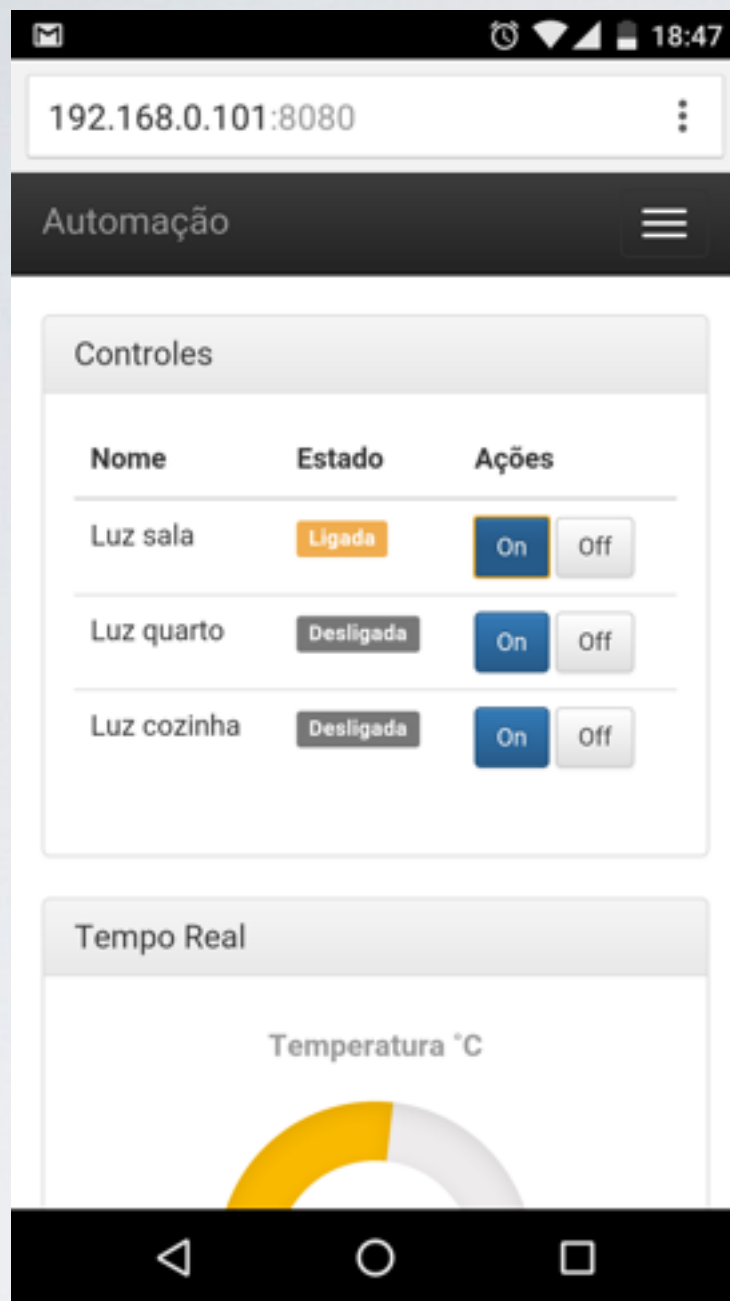 18:47
192.168.0.101:8080
Automação
Controles
Nome Estado Ações
Luz sala Ligada On Off
Luz quarto Desligada On Off
Luz cozinha Desligada On Off
Tempo Real
Temperatura °C